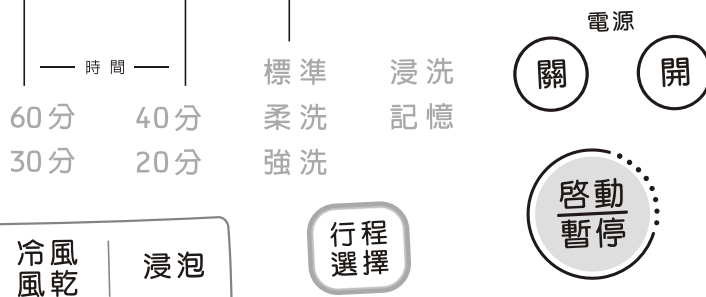 電源
關 開
時間
60分 40分
30分 20分
標準 浸洗
柔洗 記憶
強洗
啓動
暫停
冷風
風乾
浸泡
行程
選擇